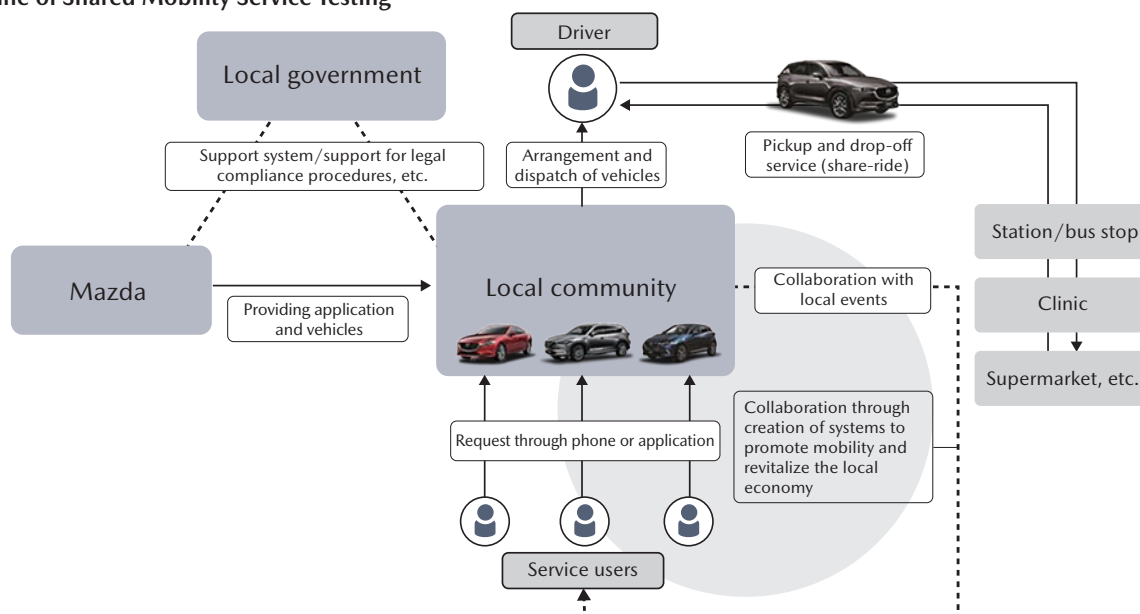 of Shared Mobility Service Testing
Driver
Local government
Support system/support for legal
compliance procedures, etc.
Arrangement and
dispatch of vehicles
Pickup and drop-off
service (share-ride)
Station/bus stop
Mazda
Local community
Collaboration with
local events
Clinic
Providing application
and vehicles
Supermarket, etc.
Collaboration through
creation of systems to
promote mobility and
revitalize the local
economy
Request through phone or application
Service users